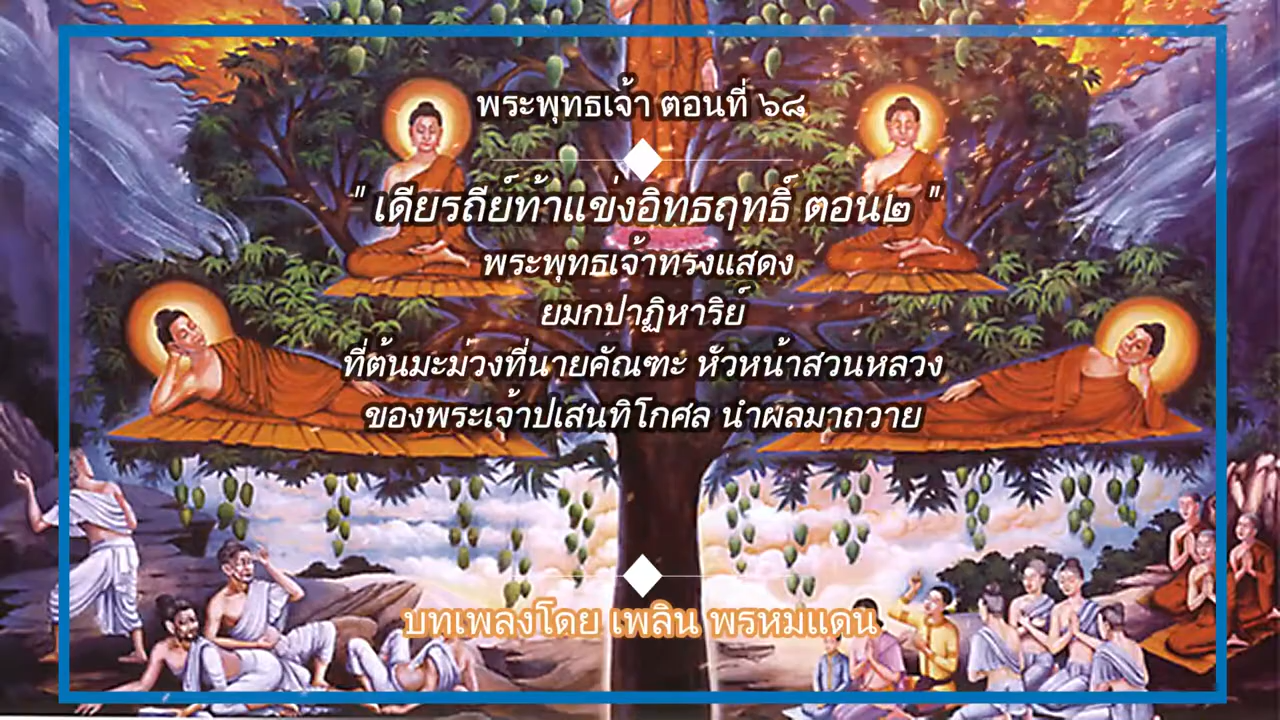 พระพุทธเจ้า ตอนที่ ๖๘
" เดียรถีย์ท้าแข่งอิทธฤทธิ์ ตอน๒ "
พระพุทธเจ้าทรงแสดง
ยมกปาฏิหาริย์
ที่ต้นมะม่วงที่นายคัณฑะ หัวหน้าสวนหลวง
ของพระเจ้าปเสนทิโกศล นำผลมาถวาย
บทเพลงโดย เพลิน พรหมแดน